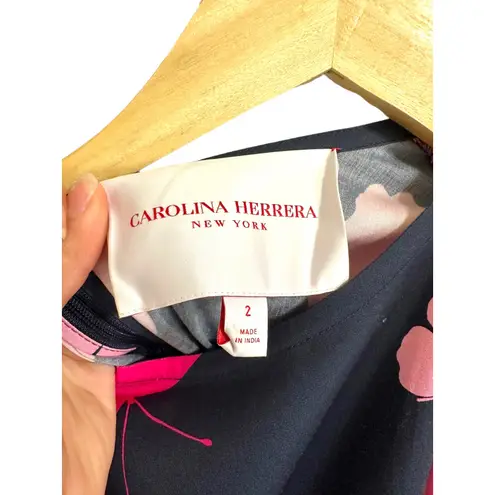 CAROLINA HERRERA
NEW YORK
2
MADE
IN INDIA